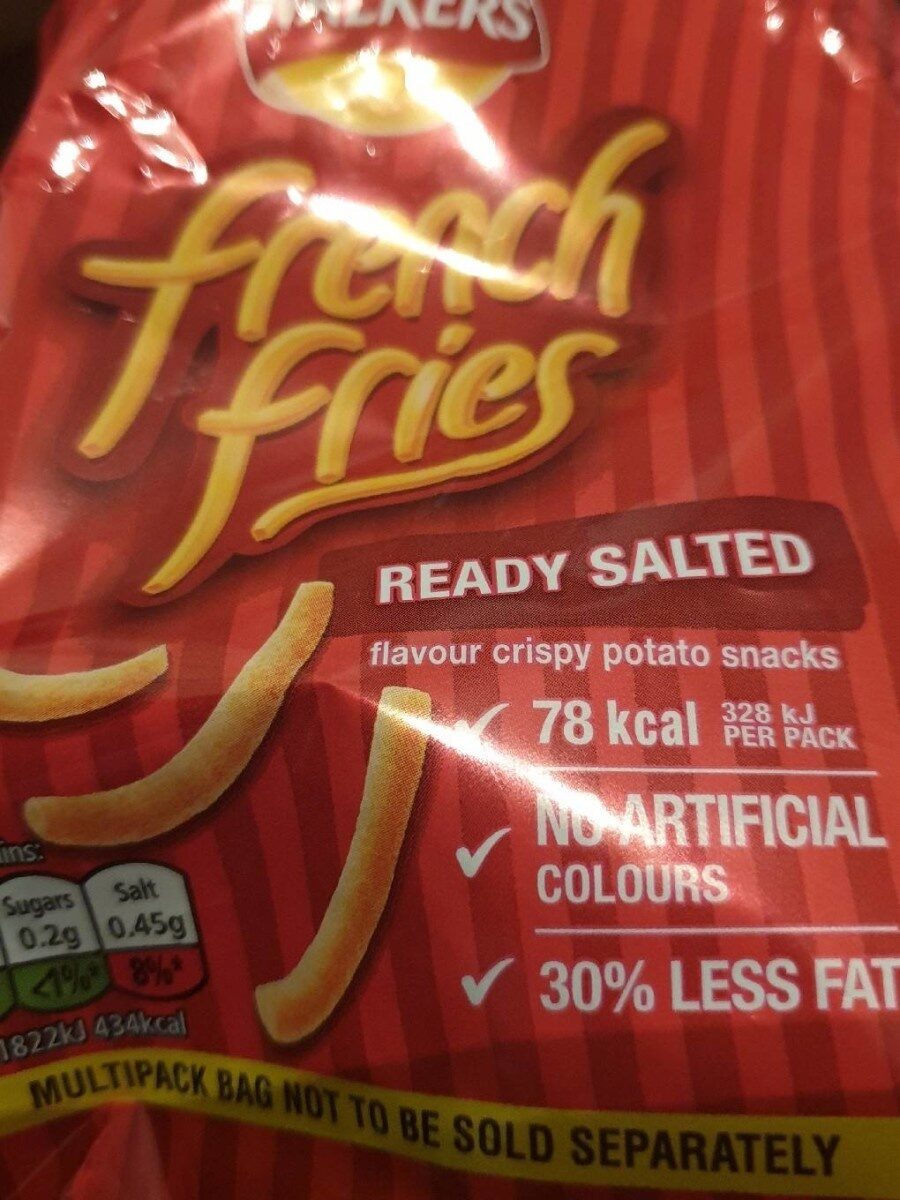 WALKERS
french
fries
READY SALTED
flavour crispy potato snacks
78 kcal 328 kJ PER PACK
NO ARTIFICIAL
COLOURS
30% LESS FAT
Sugars Salt
0.2g 0.45g
<1%* 8%*
1822kJ 434kcal
MULTIPACK BAG NOT TO BE SOLD SEPARATELY